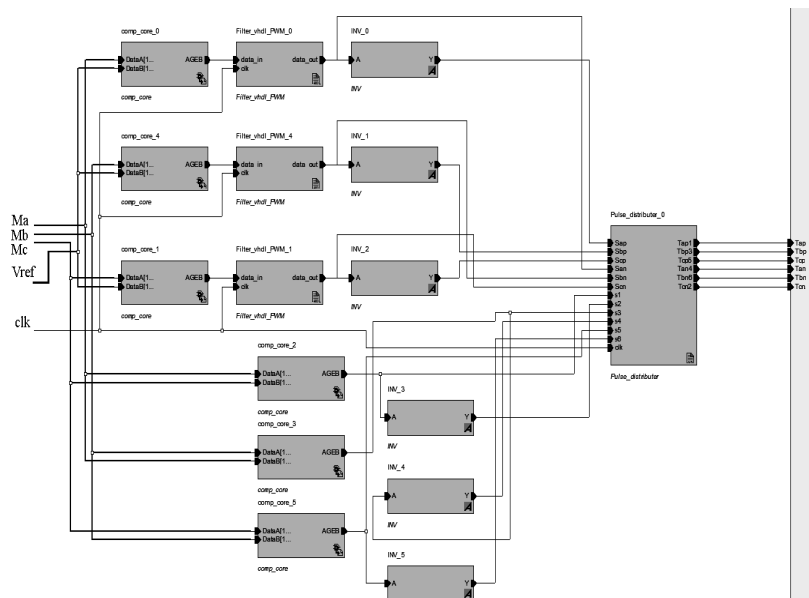 comp_core_0
DataA[1...
DataB[1...
AGEB
comp_core
Filter_vhdl_PWM_0
data_in
clk
data_out
Filter_vhdl_PWM
INV_0
A
Y
INV
comp_core_4
DataA[1...
DataB[1...
AGEB
comp_core
Filter_vhdl_PWM_4
data in
clk
data out
Filter_vhdl_PWM
INV_1
A
Y
INV
Ma
Mb
Mc
Vref
clk
comp_core_1
DataA[1...
DataB[1...
AGEB
comp_core
Filter_vhdl_PWM_1
data_in
clk
data_out
Filter_vhdl_PWM
INV_2
A
Y
INV
Pulse_distributer_0
Sap
Sbp
Scp
San
Sbn
Scn
s1
s2
s3
s4
s5
s6
clk
Tap1
Tbp3
Tcp5
Tan4
Tbn6
Tcn2
Pulse_distributer
Tap
Tbp
Tcp
Tan
Tbn
Tcn
comp_core_2
DataA[1...
DataB[1...
AGEB
comp_core
INV_3
A
Y
INV
comp_core_3
DataA[1...
DataB[1...
AGEB
comp_core
INV_4
A
Y
INV
comp_core_5
DataA[1...
DataB[1...
AGEB
comp_core
INV_5
A
Y